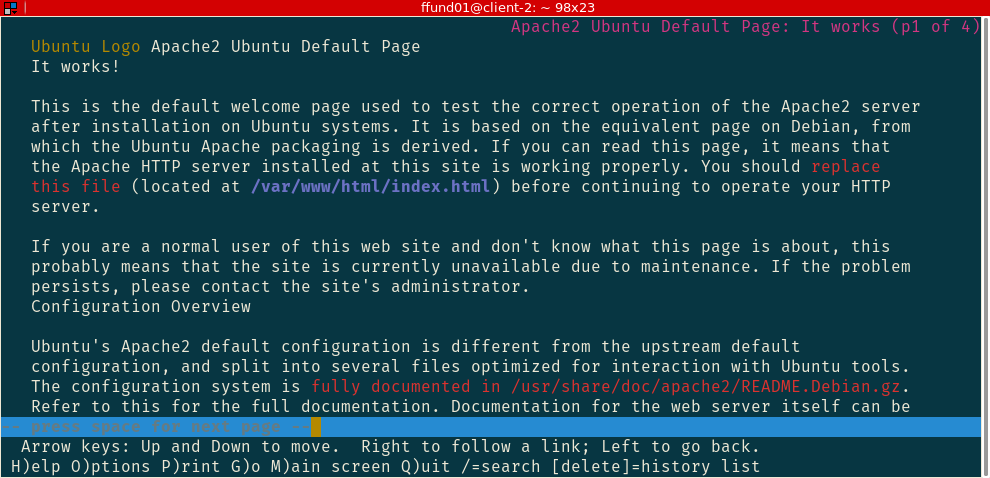 ffund01@client-2: ~ 98x23
Apache2 Ubuntu Default Page: It works (p1 of 4)
Ubuntu Logo Apache2 Ubuntu Default Page
It works!
This is the default welcome page used to test the correct operation of the Apache2 server
after installation on Ubuntu systems. It is based on the equivalent page on Debian, from
which the Ubuntu Apache packaging is derived. If you can read this page, it means that
the Apache HTTP server installed at this site is working properly. You should replace
this file (located at /var/www/html/index.html) before continuing to operate your HTTP
server.
If you are a normal user of this web site and don't know what this page is about, this
probably means that the site is currently unavailable due to maintenance. If the problem
persists, please contact the site's administrator.
Configuration Overview
Ubuntu's Apache2 default configuration is different from the upstream default
configuration, and split into several files optimized for interaction with Ubuntu tools.
The configuration system is fully documented in /usr/share/doc/apache2/README.Debian.gz.
Refer to this for the full documentation. Documentation for the web server itself can be
-- press space for next page --
Arrow keys: Up and Down to move.  Right to follow a link; Left to go back.
H)elp O)ptions P)rint G)o M)ain screen Q)uit /=search [delete]=history list